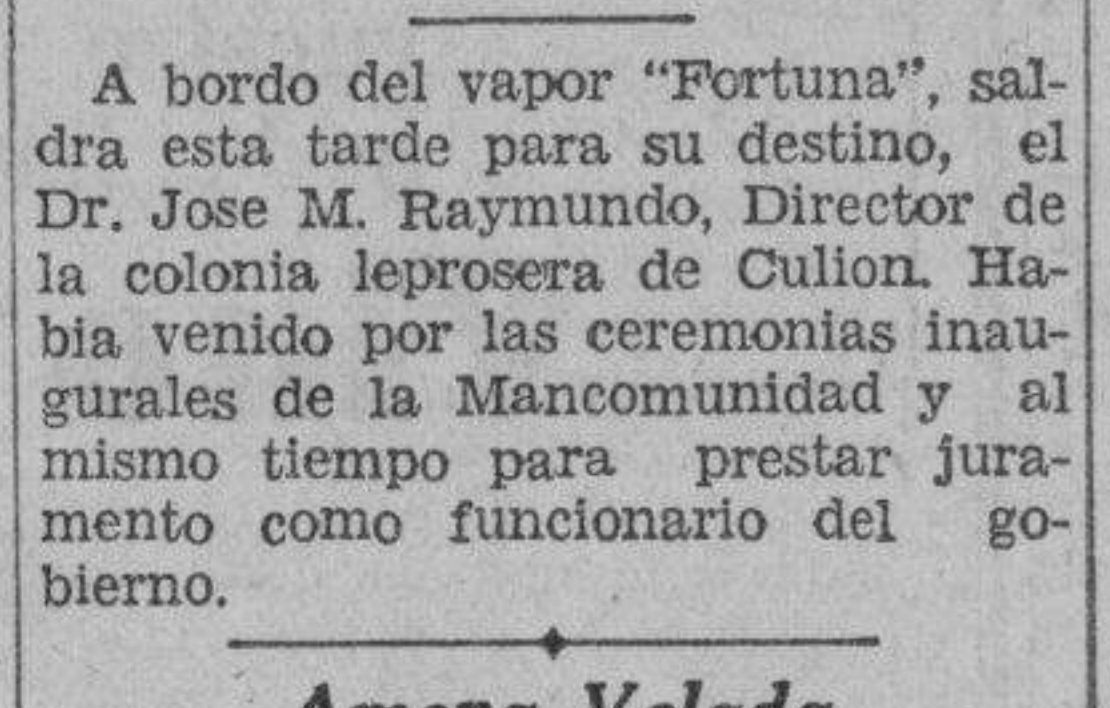 A bordo del vapor “Fortuna”, sal-
dra esta tarde para su destino, el
Dr. Jose M. Raymundo, Director de
la colonia leprosera de Culion. Ha-
bia venido por las ceremonias inau-
gurales de la Mancomunidad y al
mismo tiempo para prestar jura-
mento como funcionario del go-
bierno.
Amena Velada